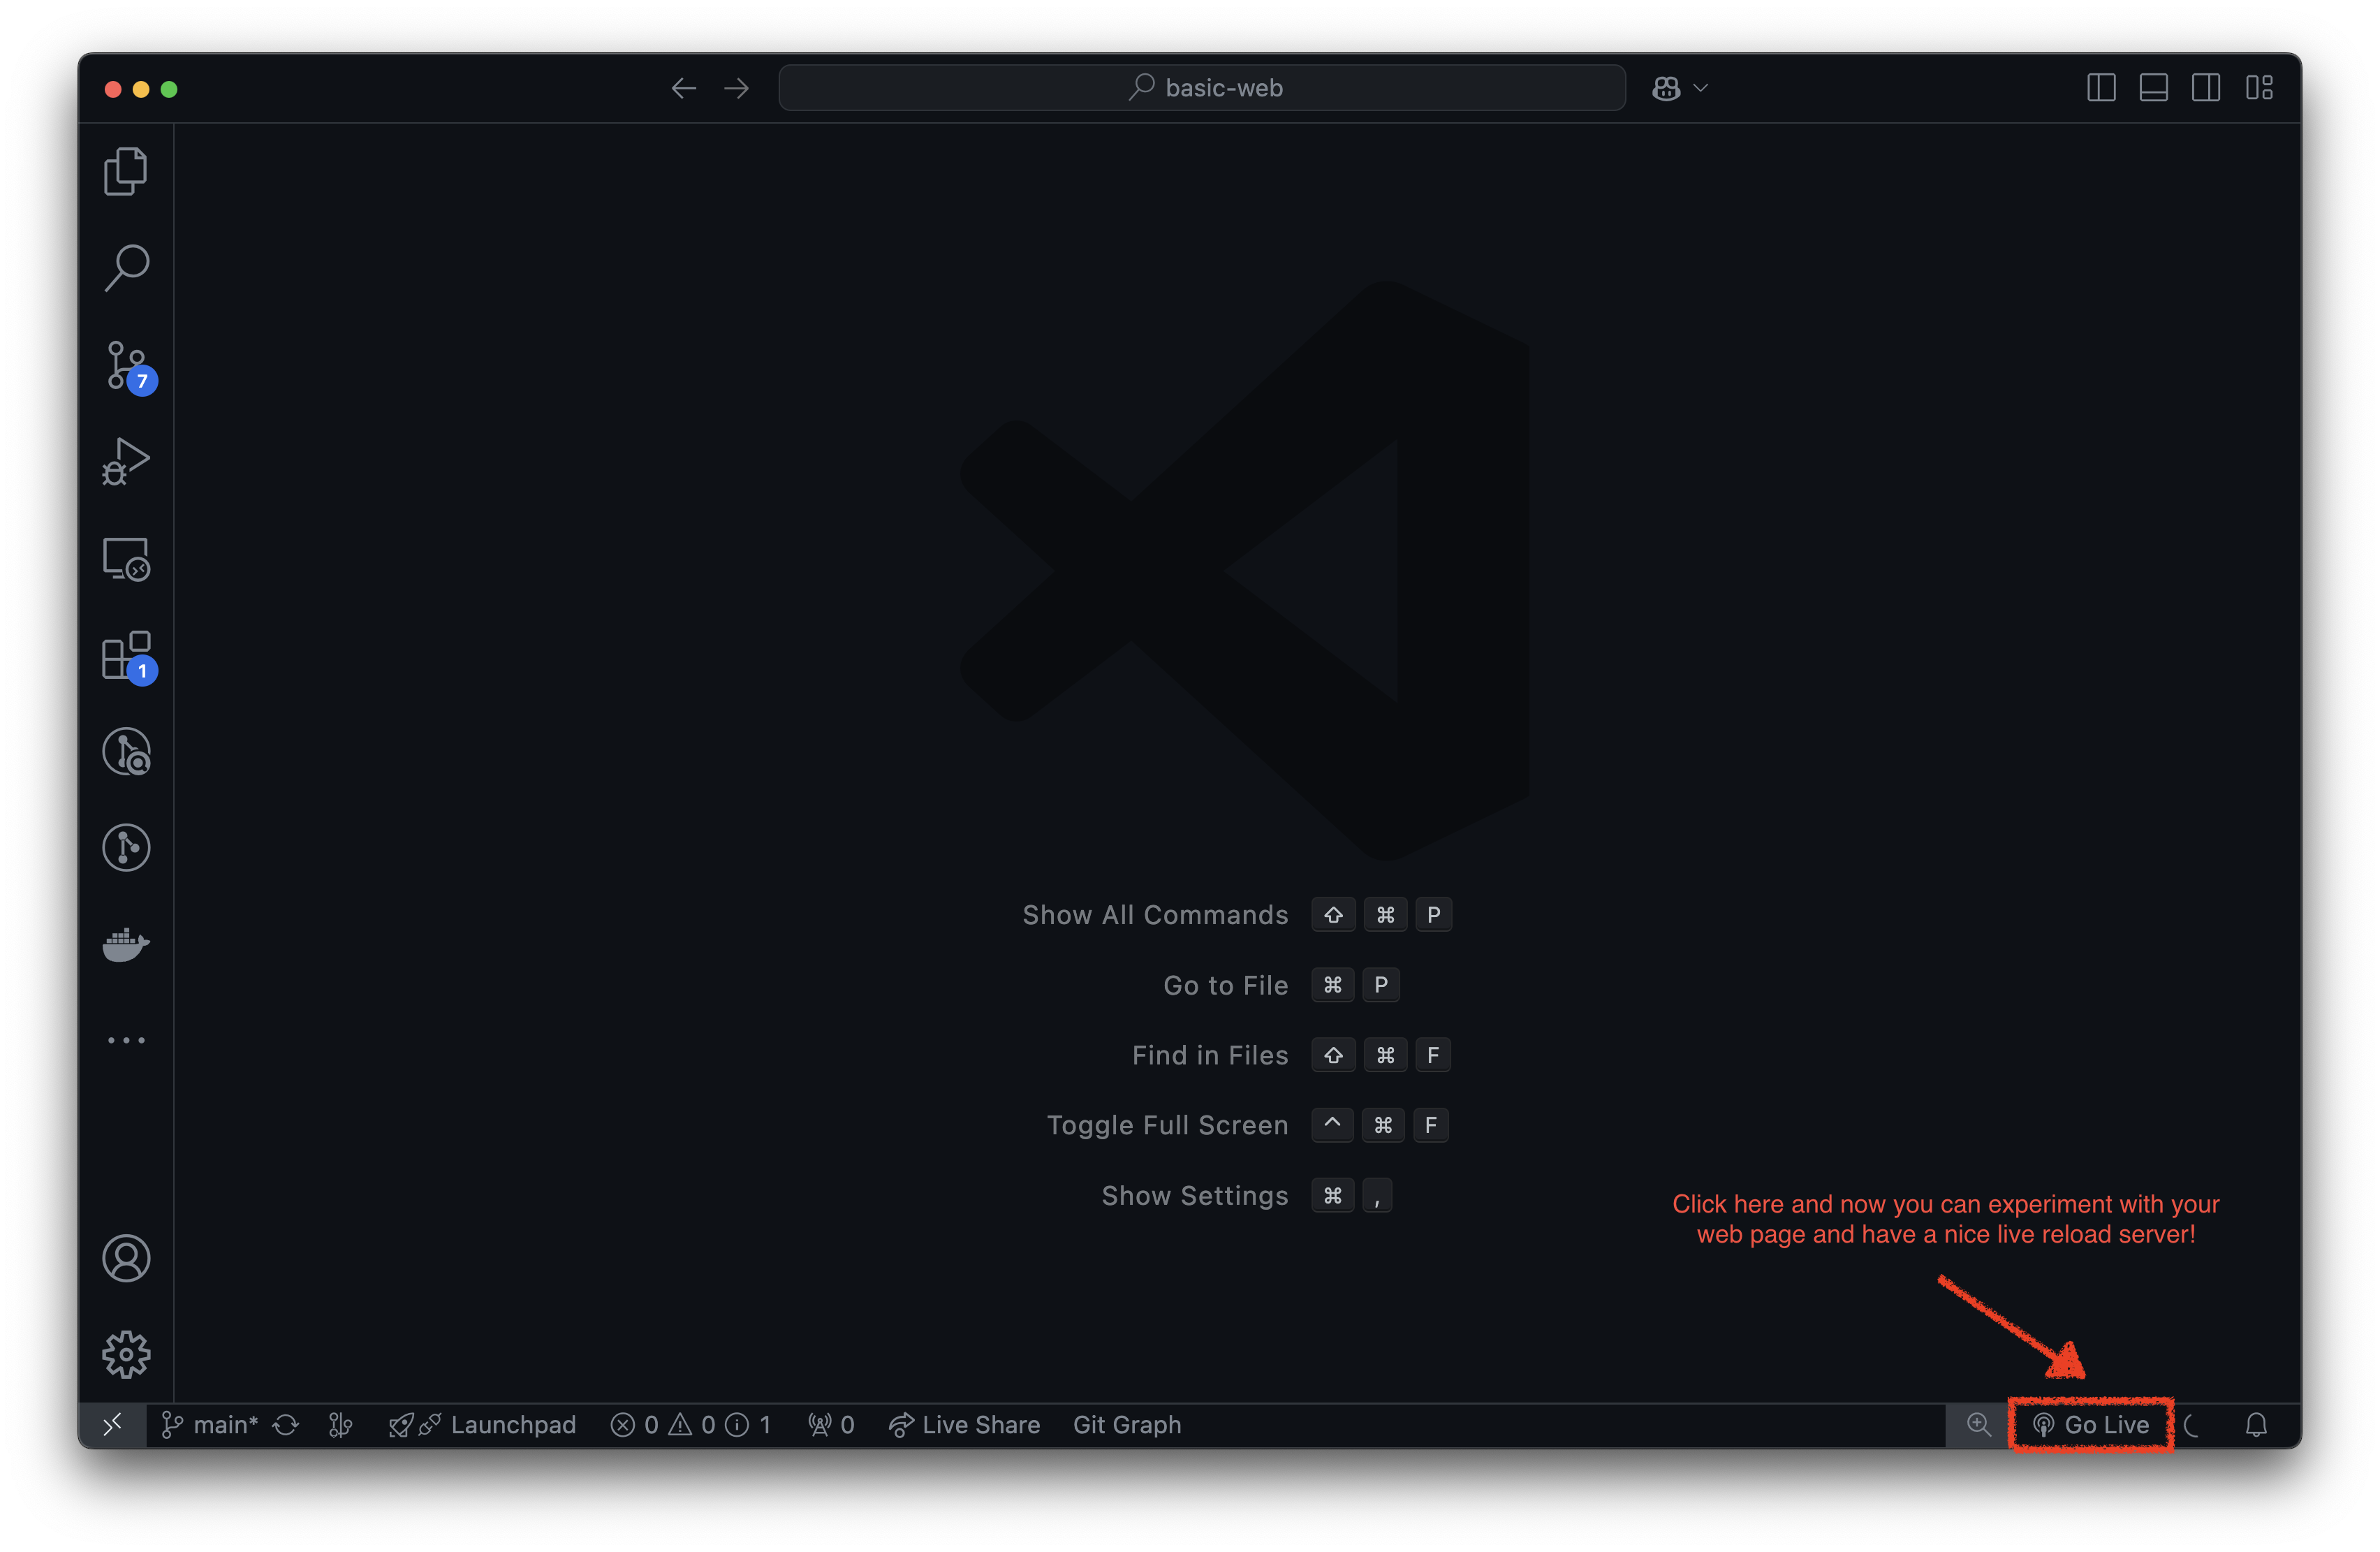 basic-web
7
1
Show All Commands ⇧ ⌘ P
Go to File ⌘ P
Find in Files ⇧ ⌘ F
Toggle Full Screen ^ ⌘ F
Show Settings ⌘ ,
Click here and now you can experiment with your
web page and have a nice live reload server!
main* Launchpad 0 0 1 0 Live Share Git Graph Go Live